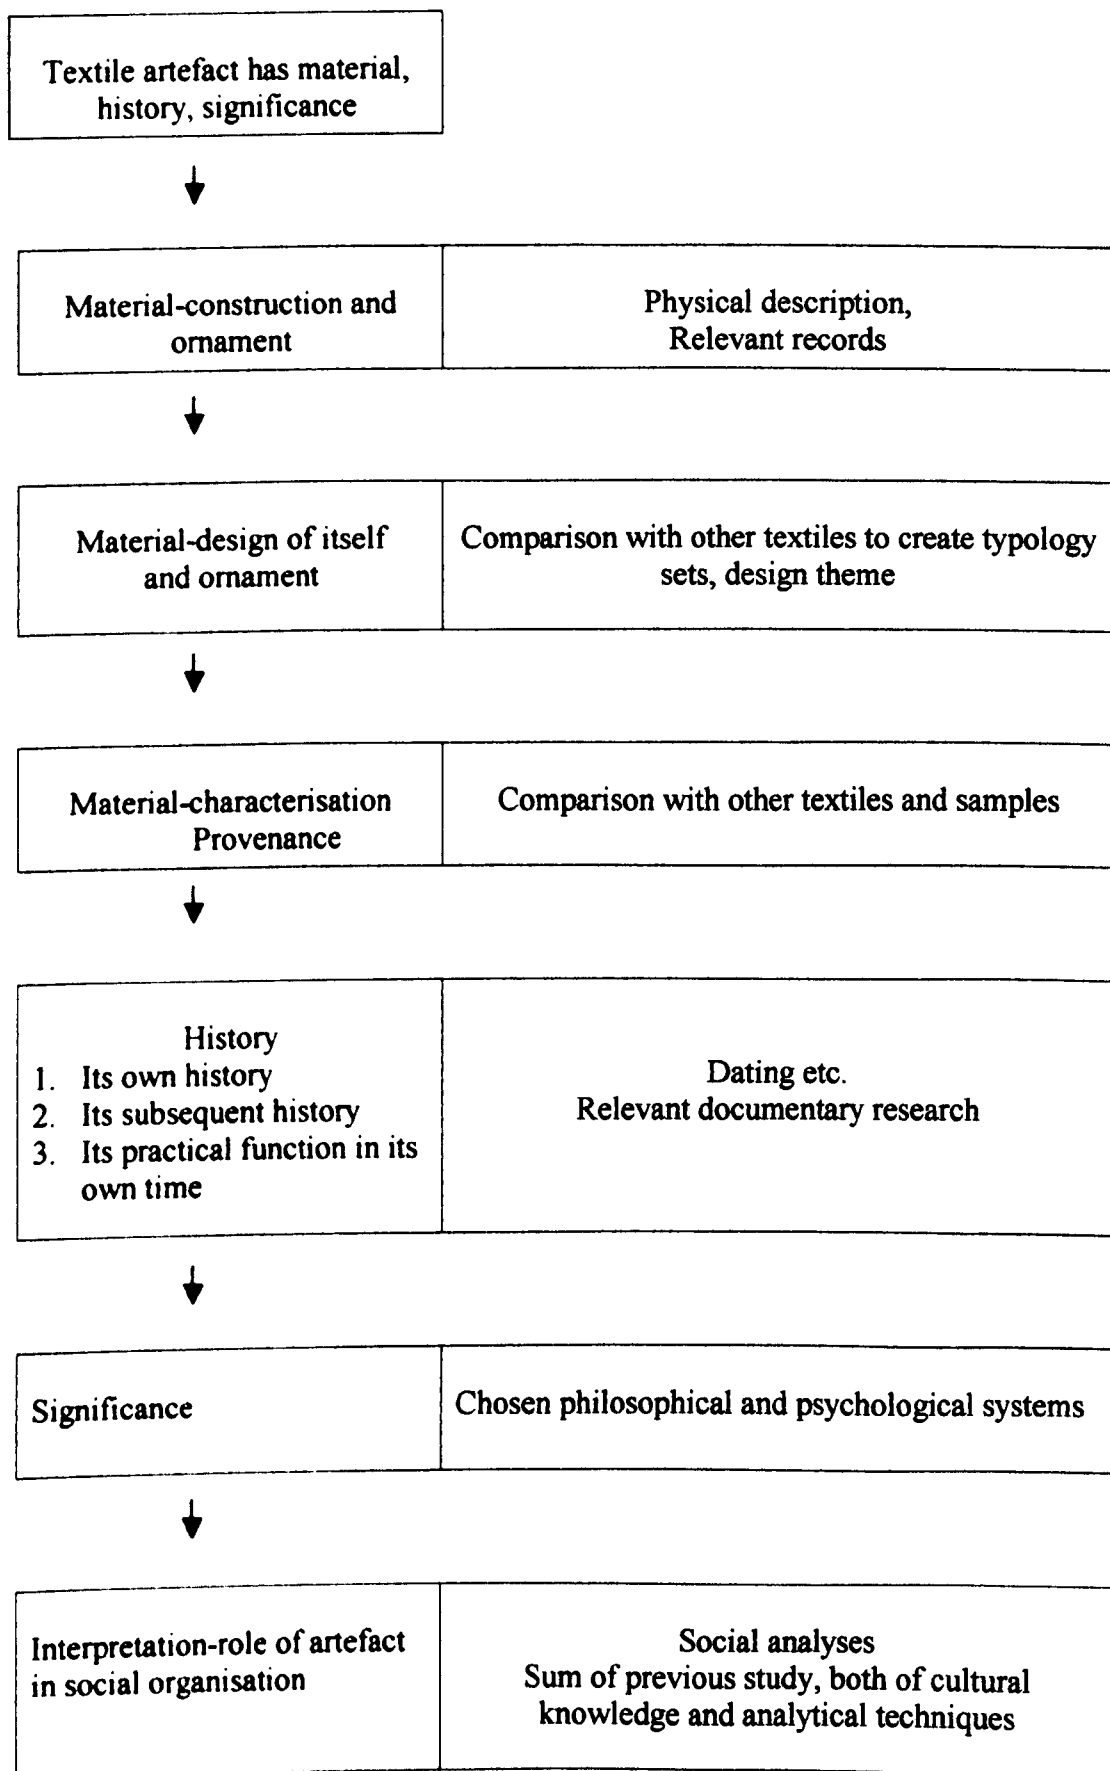 Textile artefact has material,
history, significance
Material-construction and
ornament
Physical description,
Relevant records
Material-design of itself
and ornament
Comparison with other textiles to create typology
sets, design theme
Material-characterisation
Provenance
Comparison with other textiles and samples
History
1. Its own history
2. Its subsequent history
3. Its practical function in its
own time
Dating etc.
Relevant documentary research
Significance
Chosen philosophical and psychological systems
Interpretation-role of artefact
in social organisation
Social analyses
Sum of previous study, both of cultural
knowledge and analytical techniques